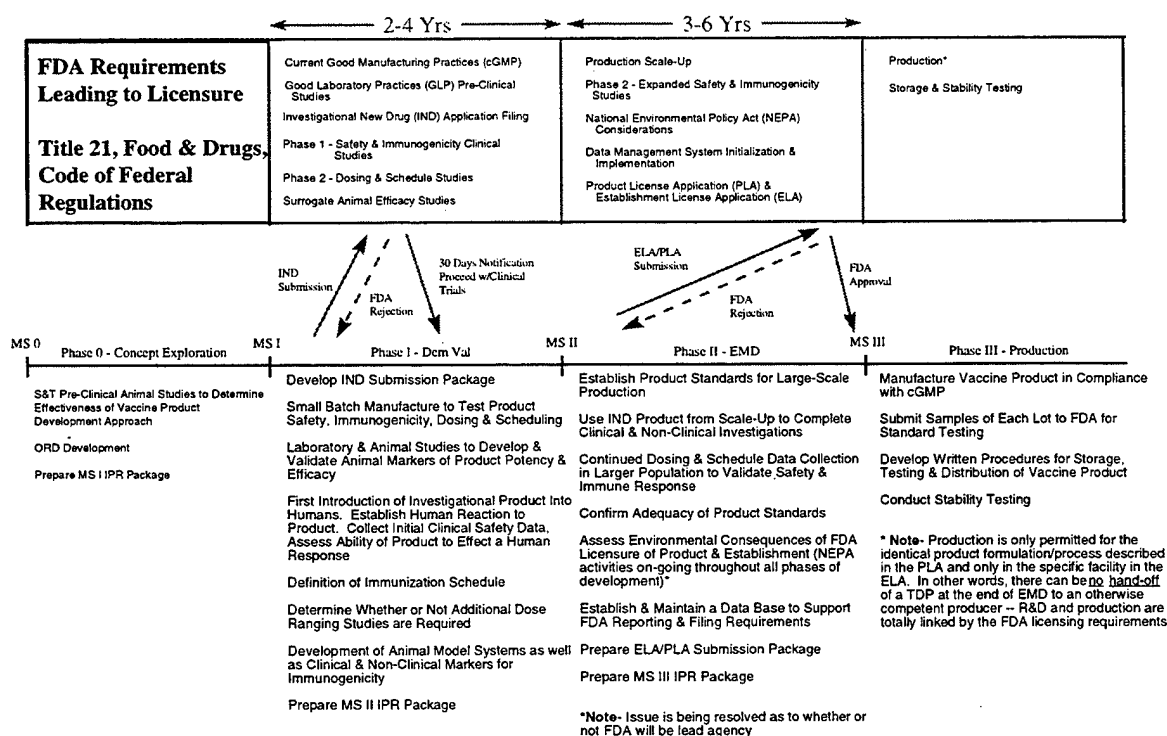 2-4 Yrs
3-6 Yrs
FDA Requirements
Leading to Licensure
Title 21, Food & Drugs,
Code of Federal
Regulations
Current Good Manufacturing Practices (cGMP)
Good Laboratory Practices (GLP) Pre-Clinical
Studies
Investigational New Drug (IND) Application Filing
Phase 1 - Safety & Immunogenicity Clinical
Studies
Phase 2 - Dosing & Schedule Studies
Surrogate Animal Efficacy Studies
Production Scale-Up
Phase 2 - Expanded Safety & Immunogenicity
Studies
National Environmental Policy Act (NEPA)
Considerations
Data Management System Initialization &
Implementation
Product License Application (PLA) &
Establishment License Application (ELA)
Production*
Storage & Stability Testing
IND
Submission
FDA
Rejection
30 Days Notification
Proceed w/Clinical
Trials
ELA/PLA
Submission
FDA
Rejection
FDA
Approval
MS 0
Phase 0 - Concept Exploration
MS I
Phase I - Dem Val
MS II
Phase II - EMD
MS III
Phase III - Production
S&T Pre-Clinical Animal Studies to Determine
Effectiveness of Vaccine Product
Development Approach
ORD Development
Prepare MS I IPR Package
Develop IND Submission Package
Small Batch Manufacture to Test Product
Safety, Immunogenicity, Dosing & Scheduling
Laboratory & Animal Studies to Develop &
Validate Animal Markers of Product Potency &
Efficacy
First Introduction of Investigational Product Into
Humans. Establish Human Reaction to
Product. Collect Initial Clinical Safety Data,
Assess Ability of Product to Effect a Human
Response
Definition of Immunization Schedule
Determine Whether or Not Additional Dose
Ranging Studies are Required
Development of Animal Model Systems as well
as Clinical & Non-Clinical Markers for
Immunogenicity
Prepare MS II IPR Package
Establish Product Standards for Large-Scale
Production
Use IND Product from Scale-Up to Complete
Clinical & Non-Clinical Investigations
Continued Dosing & Schedule Data Collection
in Larger Population to Validate Safety &
Immune Response
Confirm Adequacy of Product Standards
Assess Environmental Consequences of FDA
Licensure of Product & Establishment (NEPA
activities on-going throughout all phases of
development)*
Establish & Maintain a Data Base to Support
FDA Reporting & Filing Requirements
Prepare ELA/PLA Submission Package
Prepare MS III IPR Package
*Note- Issue is being resolved as to whether or
not FDA will be lead agency
Manufacture Vaccine Product in Compliance
with cGMP
Submit Samples of Each Lot to FDA for
Standard Testing
Develop Written Procedures for Storage,
Testing & Distribution of Vaccine Product
Conduct Stability Testing
* Note- Production is only permitted for the
identical product formulation/process described
in the PLA and only in the specific facility in the
ELA. In other words, there can be no hand-off
of a TDP at the end of EMD to an otherwise
competent producer -- R&D and production are
totally linked by the FDA licensing requirements